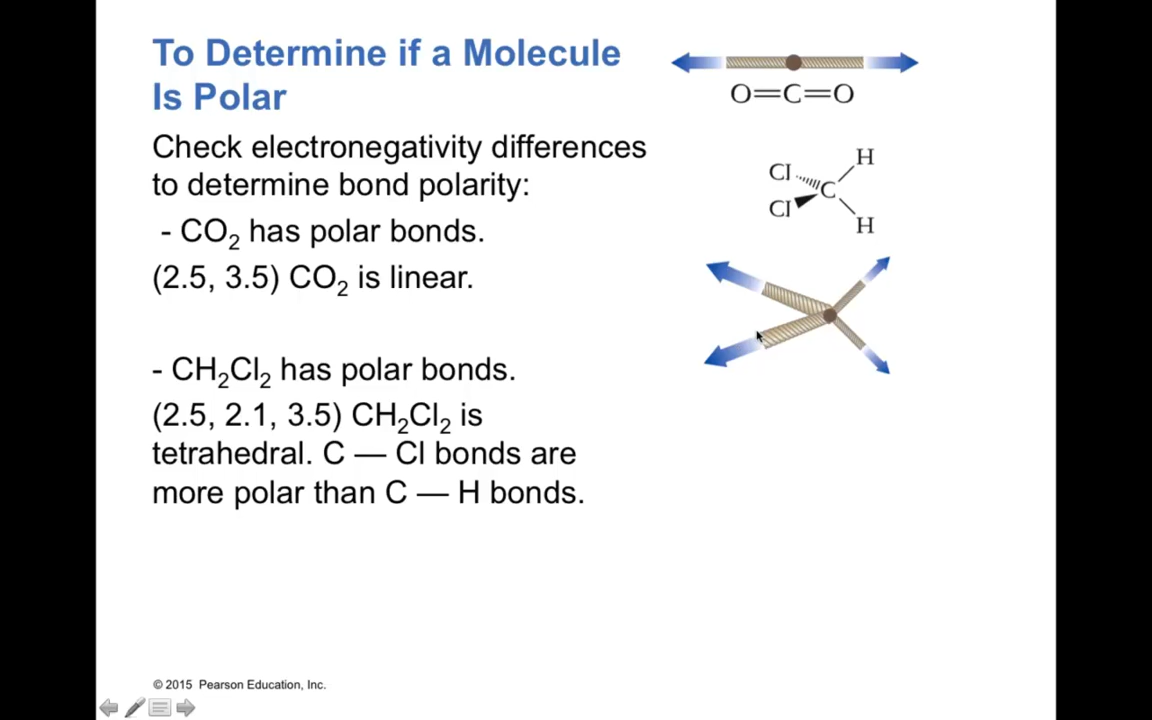 To Determine if a Molecule
Is Polar
Check electronegativity differences
to determine bond polarity:
- CO₂ has polar bonds.
(2.5, 3.5) CO₂ is linear.
- CH₂Cl₂ has polar bonds.
(2.5, 2.1, 3.5) CH₂Cl₂ is
tetrahedral. C — Cl bonds are
more polar than C — H bonds.
O=C=O
H
Cl
C
Cl
H
© 2015 Pearson Education, Inc.